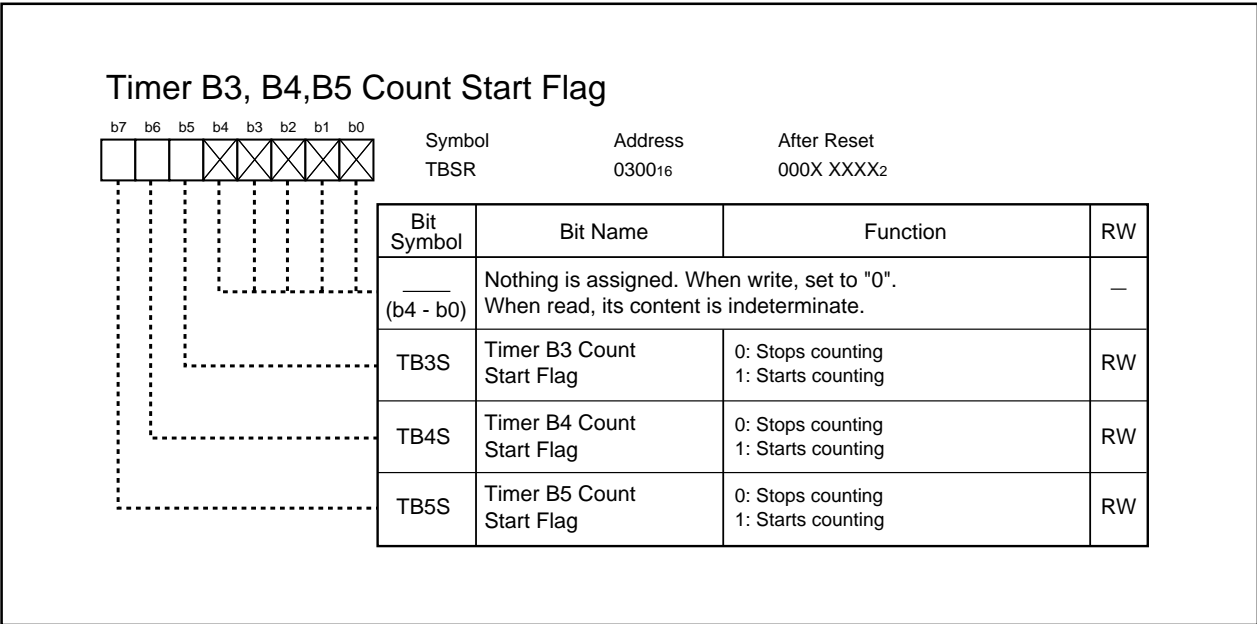 Timer B3, B4,B5 Count Start Flag
b7 b6 b5 b4 b3 b2 b1 b0
Symbol Address After Reset
TBSR 030016 000X XXXX2
Bit Symbol Bit Name Function RW
(b4 - b0) Nothing is assigned. When write, set to "0".
When read, its content is indeterminate. —
TB3S Timer B3 Count
Start Flag 0: Stops counting
1: Starts counting RW
TB4S Timer B4 Count
Start Flag 0: Stops counting
1: Starts counting RW
TB5S Timer B5 Count
Start Flag 0: Stops counting
1: Starts counting RW